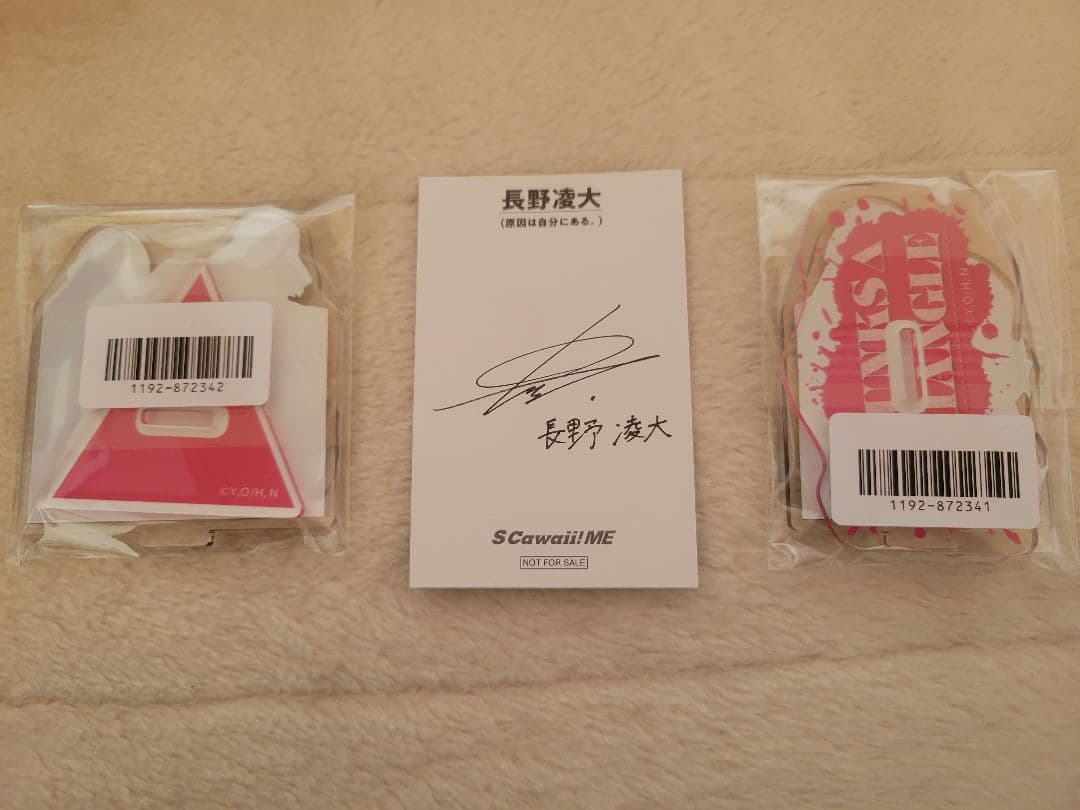 1192-872342
©Y,O/H,N
長野凌大
(原因は自分にある。)
長野 凌大
S Cawaii! ME
NOT FOR SALE
©Y,O/H,N
1192-872341